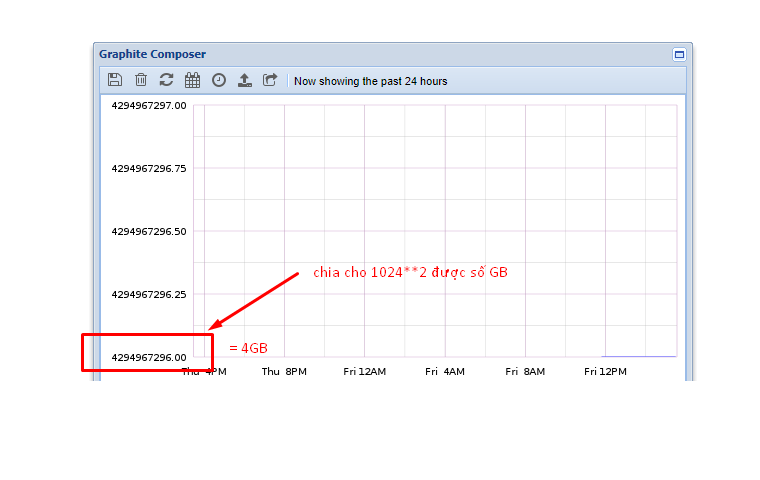 Graphite Composer
Now showing the past 24 hours
4294967297.00
4294967296.75
4294967296.50
4294967296.25
chia cho 1024**2 được số GB
= 4GB
4294967296.00
Thu 4PM Thu 8PM Fri 12AM Fri 4AM Fri 8AM Fri 12PM